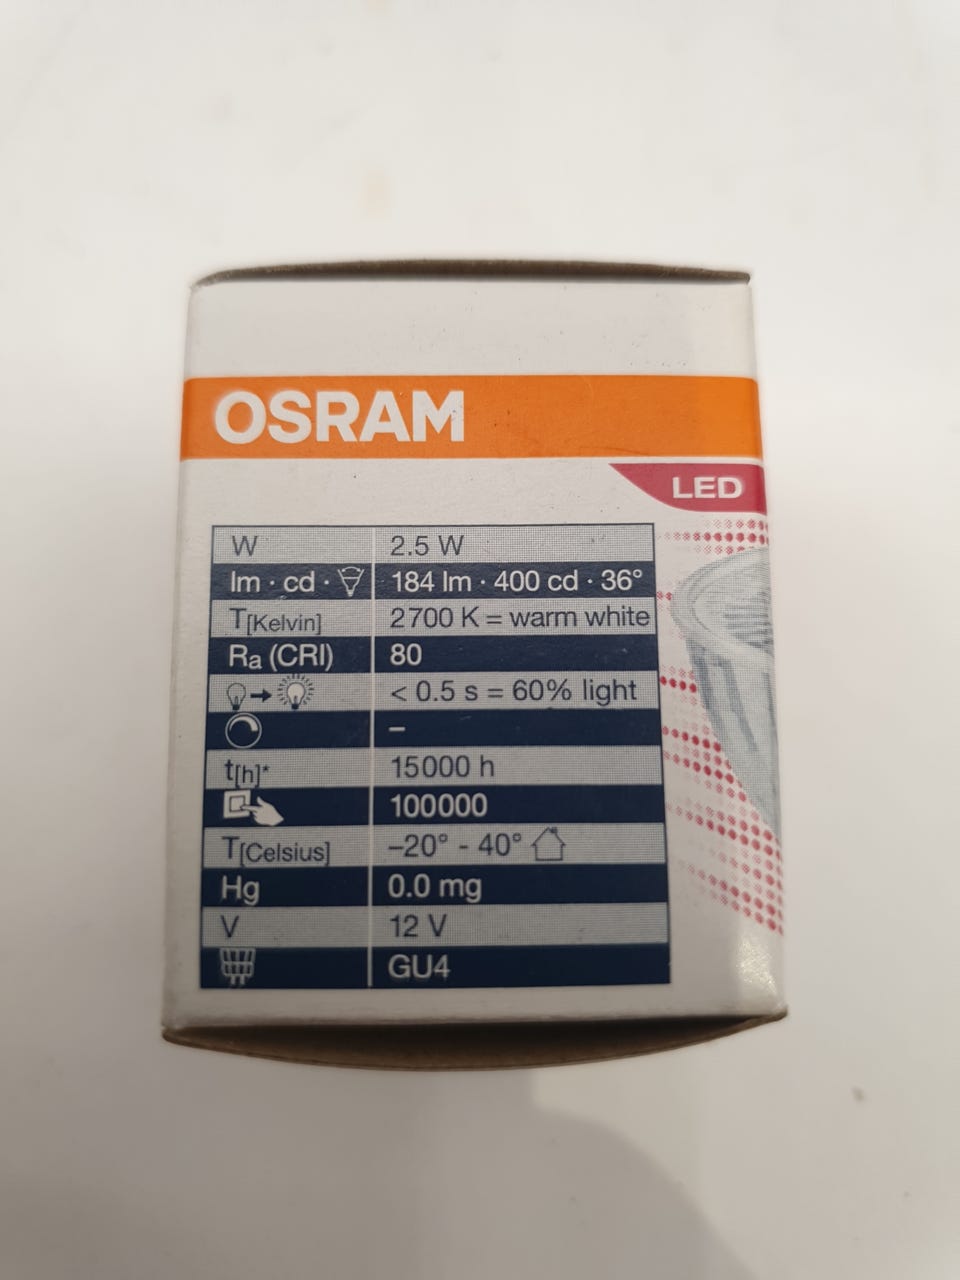 OSRAM
LED
W 2.5 W
lm · cd · 184 lm · 400 cd · 36°
T[Kelvin] 2700 K = warm white
Ra (CRI) 80
< 0.5 s = 60% light
–
t[h]* 15000 h
100000
T[Celsius] –20° - 40°
Hg 0.0 mg
V 12 V
GU4